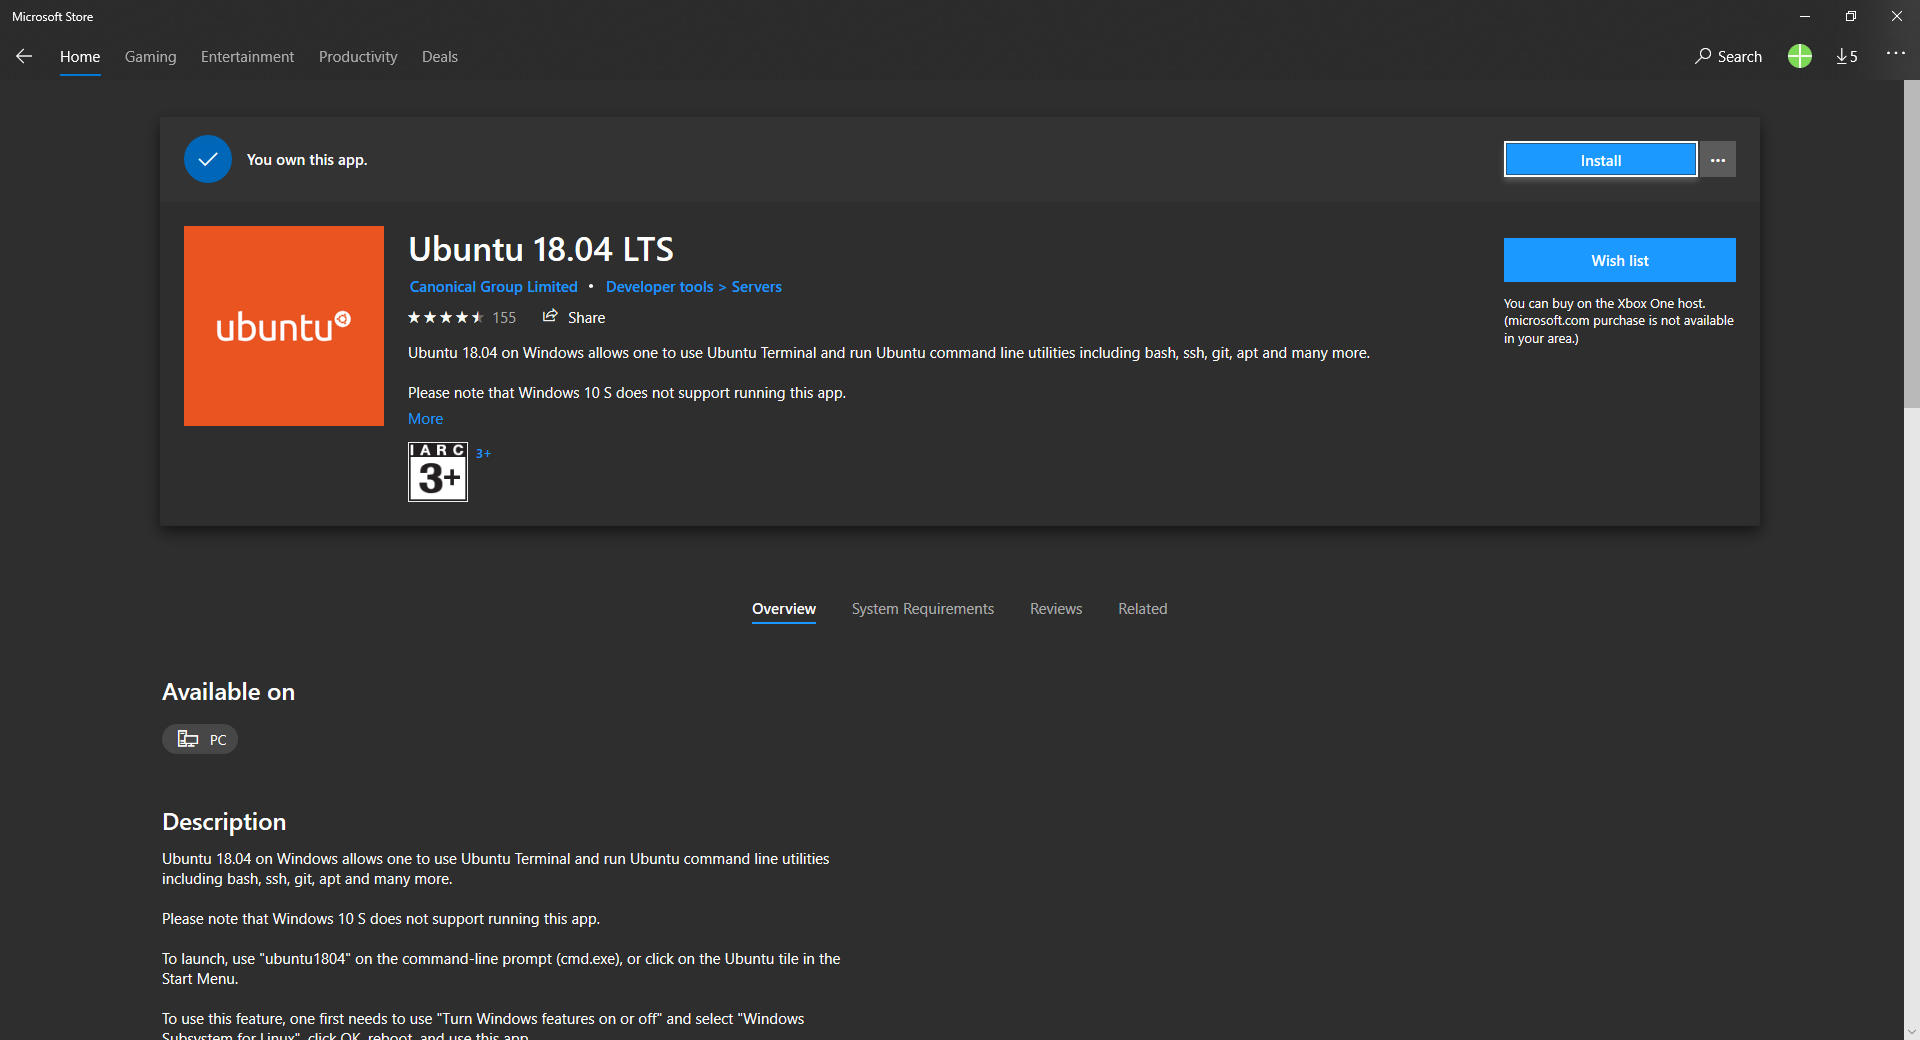 Microsoft Store
Home Gaming Entertainment Productivity Deals
Search
5
You own this app.
Install
ubuntu
Ubuntu 18.04 LTS
Canonical Group Limited • Developer tools > Servers
155 Share
Ubuntu 18.04 on Windows allows one to use Ubuntu Terminal and run Ubuntu command line utilities including bash, ssh, git, apt and many more.
Please note that Windows 10 S does not support running this app.
More
IARC
3+
3+
Wish list
You can buy on the Xbox One host.
(microsoft.com purchase is not available
in your area.)
Overview System Requirements Reviews Related
Available on
PC
Description
Ubuntu 18.04 on Windows allows one to use Ubuntu Terminal and run Ubuntu command line utilities
including bash, ssh, git, apt and many more.
Please note that Windows 10 S does not support running this app.
To launch, use "ubuntu1804" on the command-line prompt (cmd.exe), or click on the Ubuntu tile in the
Start Menu.
To use this feature, one first needs to use "Turn Windows features on or off" and select "Windows
Subsystem for Linux", click OK, reboot, and use this app.